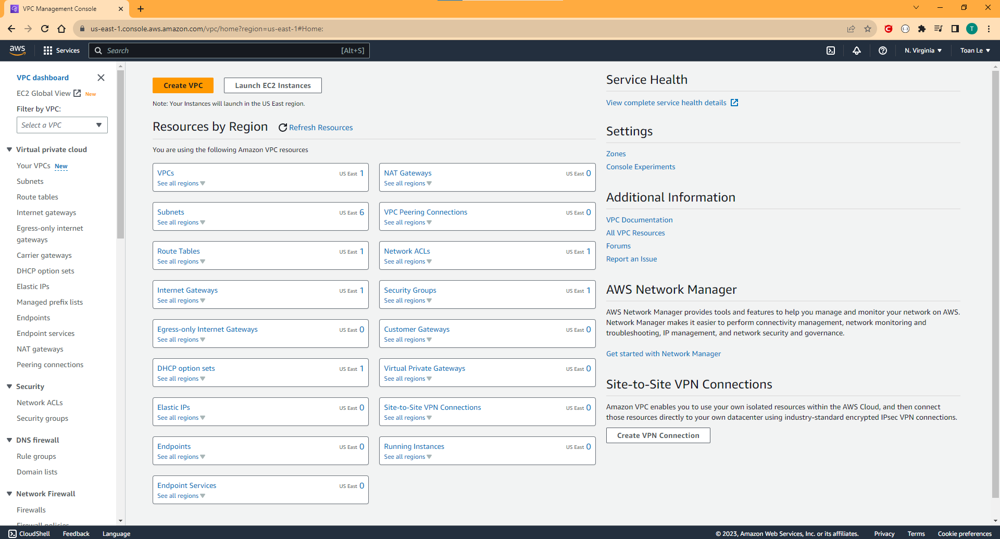 VPC Management Console
us-east-1.console.aws.amazon.com/vpc/home?region=us-east-1#Home:
T
aws
Services
Search
[Alt+S]
N. Virginia
Toan Le
VPC dashboard
EC2 Global View New
Filter by VPC:
Select a VPC
Virtual private cloud
Your VPCs New
Subnets
Route tables
Internet gateways
Egress-only internet
gateways
Carrier gateways
DHCP option sets
Elastic IPs
Managed prefix lists
Endpoints
Endpoint services
NAT gateways
Peering connections
Security
Network ACLs
Security groups
DNS firewall
Rule groups
Domain lists
Network Firewall
Firewalls
Firewall policies
Create VPC
Launch EC2 Instances
Note: Your Instances will launch in the US East region.
Resources by Region
Refresh Resources
You are using the following Amazon VPC resources
VPCs US East 1
See all regions
NAT Gateways US East 0
See all regions
Subnets US East 6
See all regions
VPC Peering Connections US East 0
See all regions
Route Tables US East 1
See all regions
Network ACLs US East 1
See all regions
Internet Gateways US East 1
See all regions
Security Groups US East 1
See all regions
Egress-only Internet Gateways US East 0
See all regions
Customer Gateways US East 0
See all regions
DHCP option sets US East 1
See all regions
Virtual Private Gateways US East 0
See all regions
Elastic IPs US East 0
See all regions
Site-to-Site VPN Connections US East 0
See all regions
Endpoints US East 0
See all regions
Running Instances US East 0
See all regions
Endpoint Services US East 0
See all regions
Service Health
View complete service health details
Settings
Zones
Console Experiments
Additional Information
VPC Documentation
All VPC Resources
Forums
Report an Issue
AWS Network Manager
AWS Network Manager provides tools and features to help you manage and monitor your network on AWS.
Network Manager makes it easier to perform connectivity management, network monitoring and
troubleshooting, IP management, and network security and governance.
Get started with Network Manager
Site-to-Site VPN Connections
Amazon VPC enables you to use your own isolated resources within the AWS Cloud, and then connect
those resources directly to your own datacenter using industry-standard encrypted IPsec VPN connections.
Create VPN Connection
CloudShell
Feedback
Language
© 2023, Amazon Web Services, Inc. or its affiliates.
Privacy
Terms
Cookie preferences